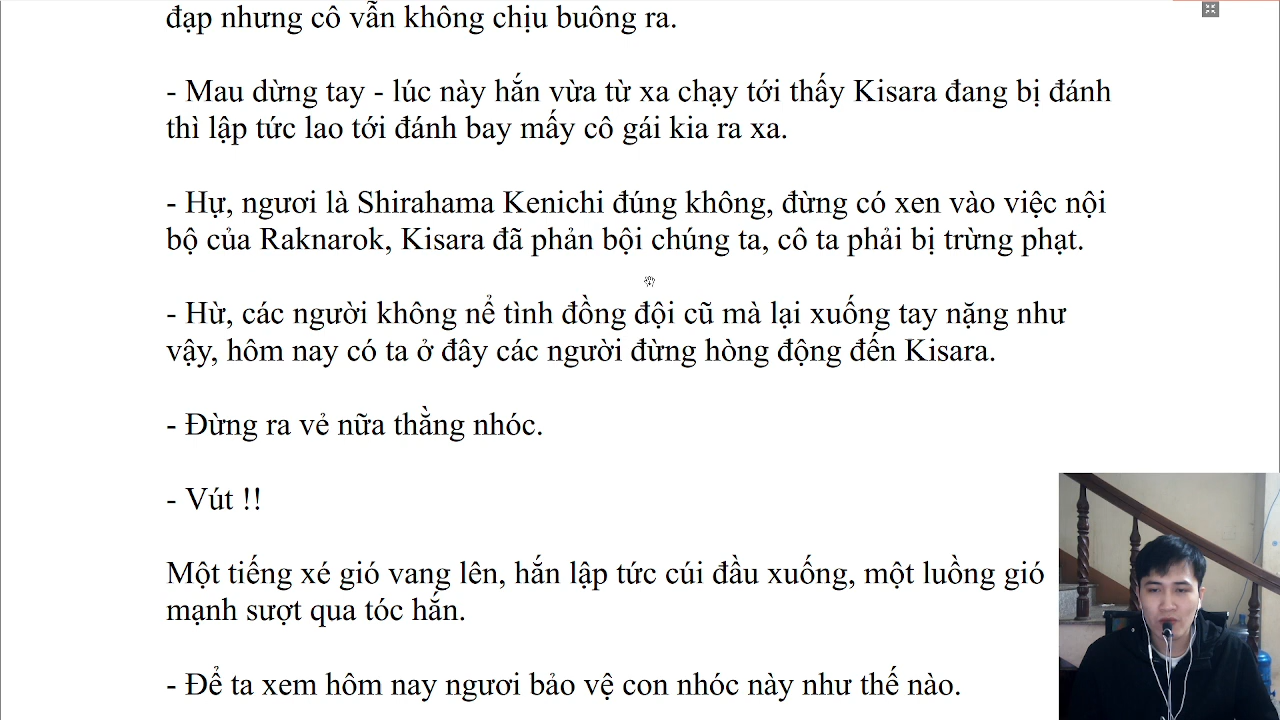 đạp nhưng cô vẫn không chịu buông ra.
- Mau dừng tay - lúc này hắn vừa từ xa chạy tới thấy Kisara đang bị đánh
thì lập tức lao tới đánh bay mấy cô gái kia ra xa.
- Hự, ngươi là Shirahama Kenichi đúng không, đừng có xen vào việc nội
bộ của Raknarok, Kisara đã phản bội chúng ta, cô ta phải bị trừng phạt.
- Hừ, các người không nể tình đồng đội cũ mà lại xuống tay nặng như
vậy, hôm nay có ta ở đây các người đừng hòng động đến Kisara.
- Đừng ra vẻ nữa thằng nhóc.
- Vút !!
Một tiếng xé gió vang lên, hắn lập tức cúi đầu xuống, một luồng gió
mạnh sượt qua tóc hắn.
- Để ta xem hôm nay ngươi bảo vệ con nhóc này như thế nào.